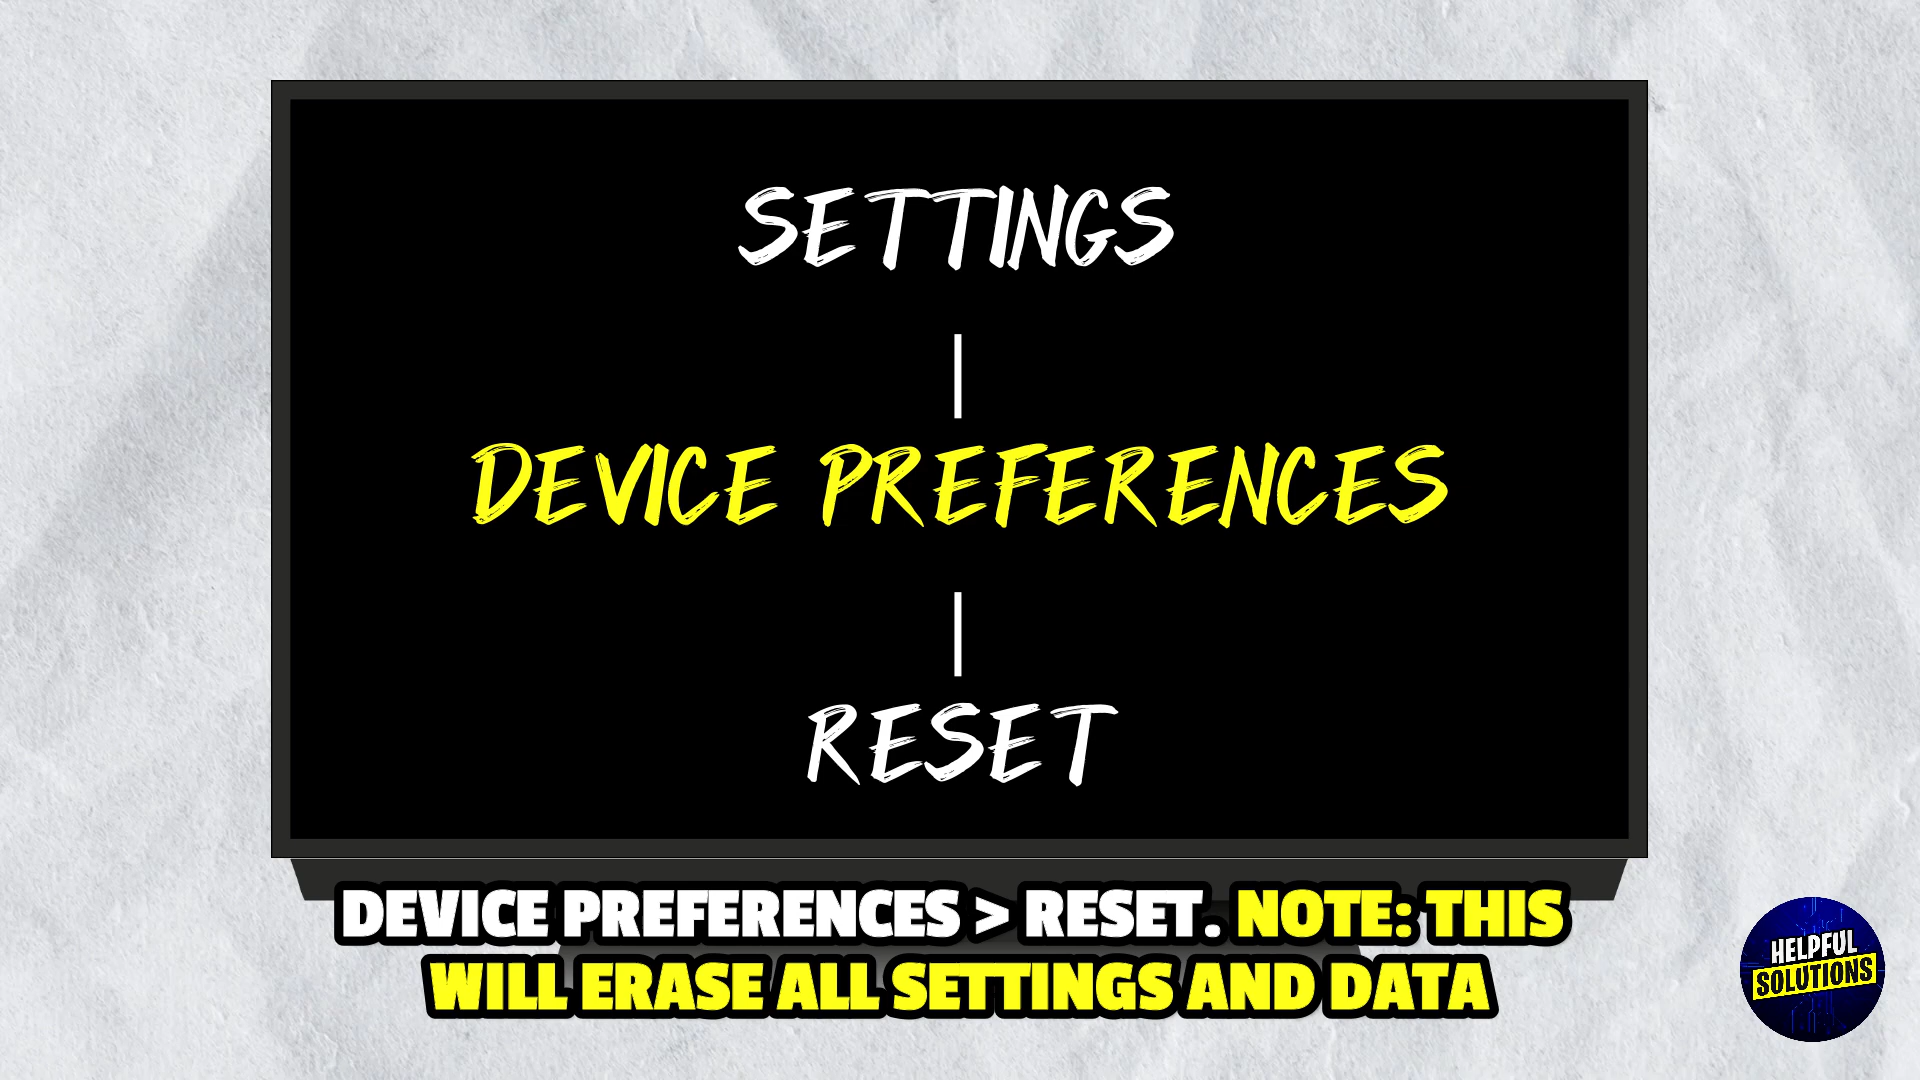 SETTINGS
DEVICE PREFERENCES
RESET
DEVICE PREFERENCES > RESET. NOTE: THIS
WILL ERASE ALL SETTINGS AND DATA
HELPFUL
SOLUTIONS